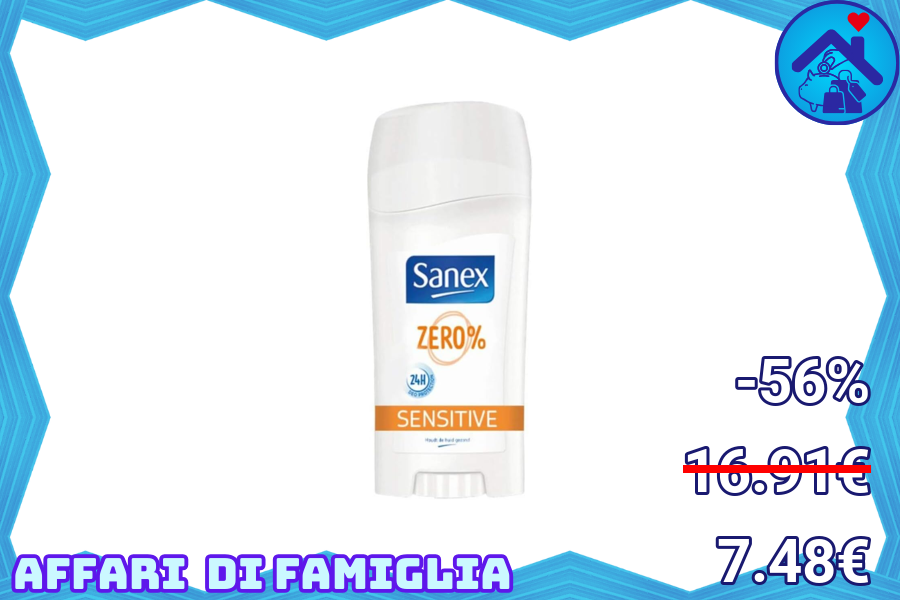 Sanex
ZERO%
24H
SENSITIVE
-56%
16.91€
7.48€
AFFARI DI FAMIGLIA